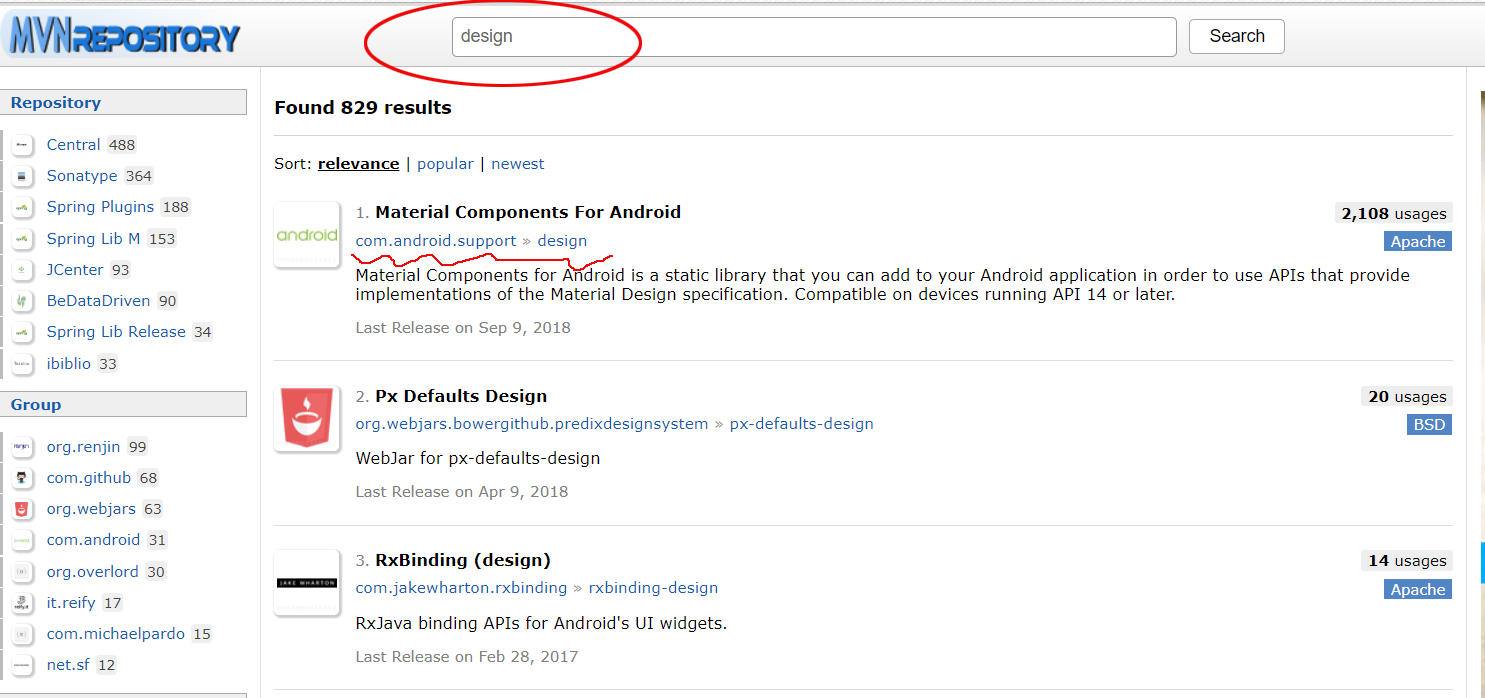 MVNREPOSITORY
design
Search
Repository
Central 488
Sonatype 364
Spring Plugins 188
Spring Lib M 153
JCenter 93
BeDataDriven 90
Spring Lib Release 34
ibiblio 33
Group
org.renjin 99
com.github 68
org.webjars 63
com.android 31
org.overlord 30
it.reify 17
com.michaelpardo 15
net.sf 12
Found 829 results
Sort: relevance | popular | newest
android
1. Material Components For Android
2,108 usages
com.android.support » design
Apache
Material Components for Android is a static library that you can add to your Android application in order to use APIs that provide
implementations of the Material Design specification. Compatible on devices running API 14 or later.
Last Release on Sep 9, 2018
2. Px Defaults Design
20 usages
org.webjars.bowergithub.predixdesignsystem » px-defaults-design
BSD
WebJar for px-defaults-design
Last Release on Apr 9, 2018
JAKE WHARTON
3. RxBinding (design)
14 usages
com.jakewharton.rxbinding » rxbinding-design
Apache
RxJava binding APIs for Android's UI widgets.
Last Release on Feb 28, 2017